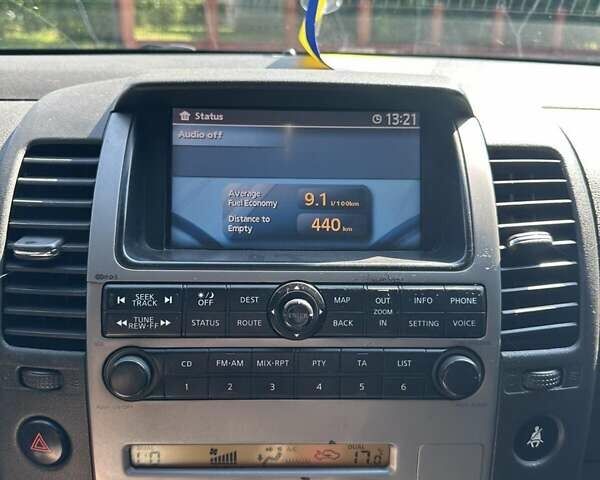 Status 13:21
Audio off
Average
Fuel Economy 9.1 l/100km
Distance to
Empty 440 km
SEEK
TRACK
OFF
DEST
MAP
OUT
INFO
PHONE
TUNE
REW·FF
STATUS
ROUTE
ENTER
BACK
ZOOM
IN
SETTING
VOICE
CD FM·AM MIX·RPT PTY TA LIST
1 2 3 4 5 6
DUAL DUAL
A/C
17.0